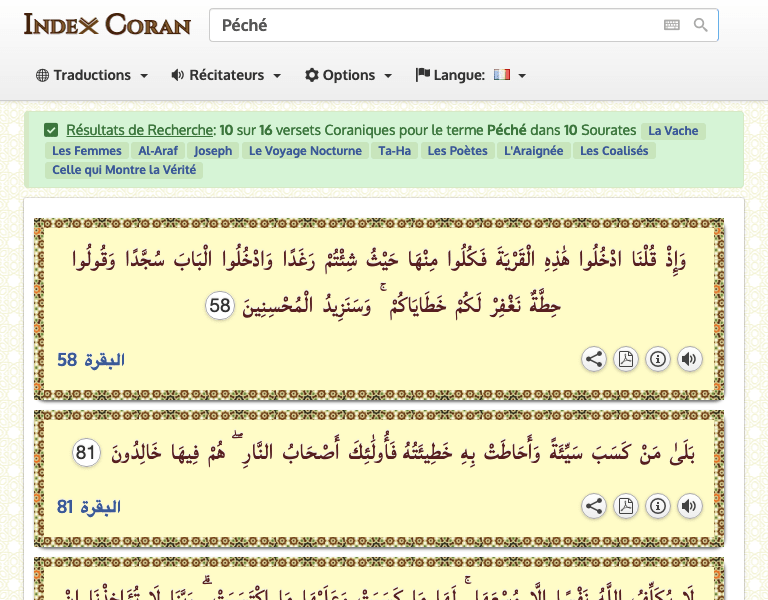 Index Coran
Péché
Traductions Récitateurs Options Langue:
Résultats de Recherche: 10 sur 16 versets Coraniques pour le terme Péché dans 10 Sourates La Vache
Les Femmes Al-Araf Joseph Le Voyage Nocturne Ta-Ha Les Poètes L'Araignée Les Coalisés
Celle qui Montre la Vérité
وَإِذْ قُلْنَا ادْخُلُوا هَٰذِهِ الْقَرْيَةَ فَكُلُوا مِنْهَا حَيْثُ شِئْتُمْ رَغَدًا وَادْخُلُوا الْبَابَ سُجَّدًا وَقُولُوا
حِطَّةٌ نَغْفِرْ لَكُمْ خَطَايَاكُمْ ۚ وَسَنَزِيدُ الْمُحْسِنِينَ 58
البقرة 58
بَلَىٰ مَنْ كَسَبَ سَيِّئَةً وَأَحَاطَتْ بِهِ خَطِيئَتُهُ فَأُولَٰئِكَ أَصْحَابُ النَّارِ ۖ هُمْ فِيهَا خَالِدُونَ 81
البقرة 81
لَا يُكَلِّفُ اللَّهُ نَفْسًا إِلَّا وُسْعَهَا ۚ لَهَا مَا كَسَبَتْ وَعَلَيْهَا مَا اكْتَسَبَتْ ۗ رَبَّنَا لَا تُؤَاخِذْنَا إِنْ